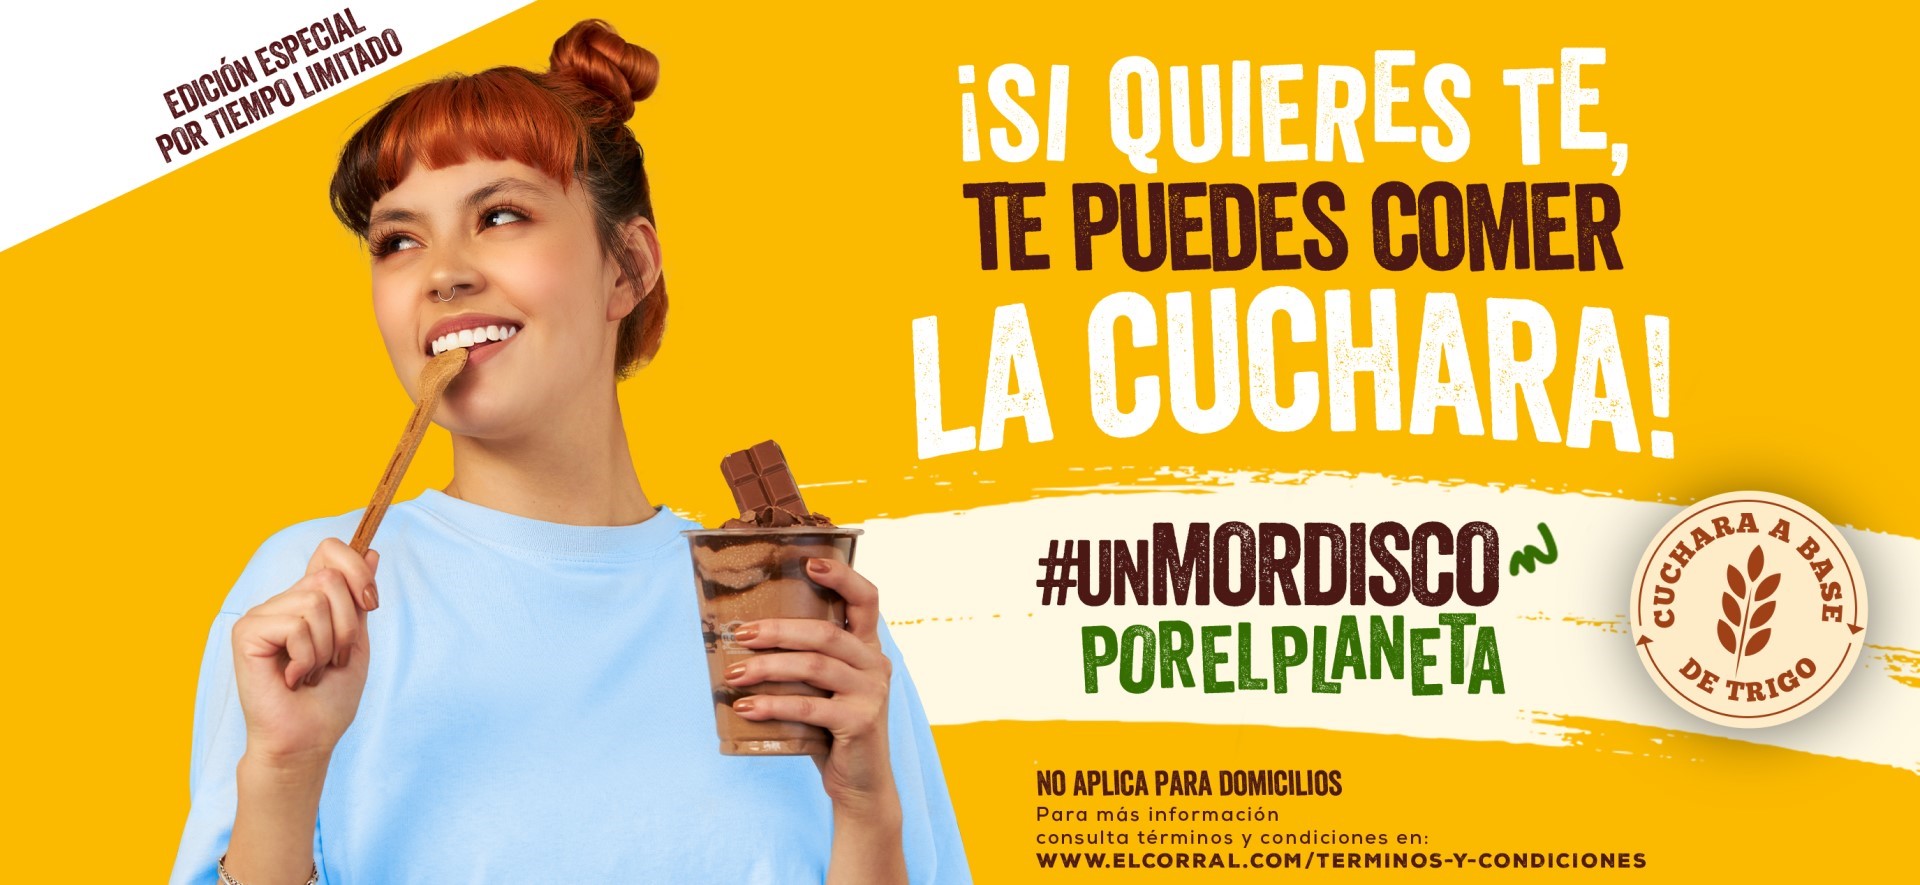 EDICIÓN ESPECIAL
POR TIEMPO LIMITADO
¡SI QUIERES TE,
TE PUEDES COMER
LA CUCHARA!
#UNMORDISCO
PORELPLANETA
CUCHARA A BASE
DE TRIGO
NO APLICA PARA DOMICILIOS
Para más información
consulta términos y condiciones en:
WWW.ELCORRAL.COM/TERMINOS-Y-CONDICIONES